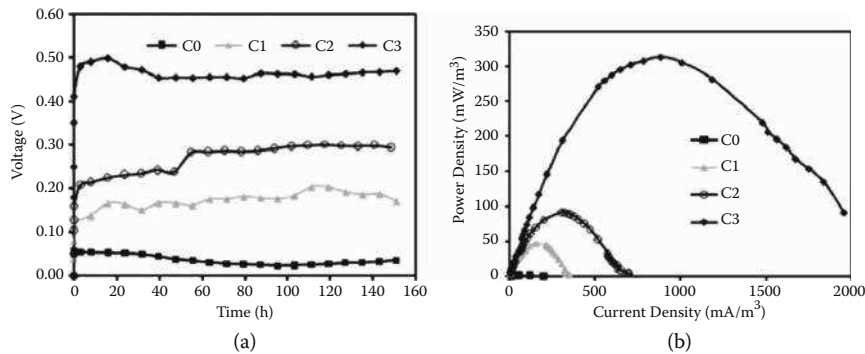 0.60
0.50
0.40
0.30
0.20
0.10
0.00
Voltage (V)
C0 C1 C2 C3
0 20 40 60 80 100 120 140 160
Time (h)
(a)
350
300
250
200
150
100
50
0
Power Density (mW/m³)
C0
C1
C2
C3
0 500 1000 1500 2000
Current Density (mA/m³)
(b)